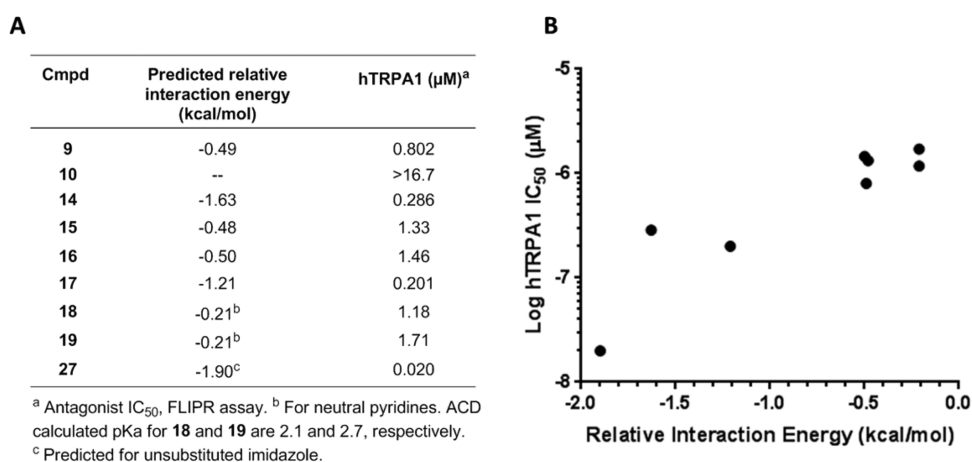 A
Cmpd Predicted relative interaction energy (kcal/mol) hTRPA1 (μM)a
9 -0.49 0.802
10 -- >16.7
14 -1.63 0.286
15 -0.48 1.33
16 -0.50 1.46
17 -1.21 0.201
18 -0.21b 1.18
19 -0.21b 1.71
27 -1.90c 0.020
a Antagonist IC50, FLIPR assay. b For neutral pyridines. ACD
calculated pKa for 18 and 19 are 2.1 and 2.7, respectively.
c Predicted for unsubstituted imidazole.
B
Log hTRPA1 IC50 (μM)
-5
-6
-7
-8
-2.0 -1.5 -1.0 -0.5 0.0
Relative Interaction Energy (kcal/mol)